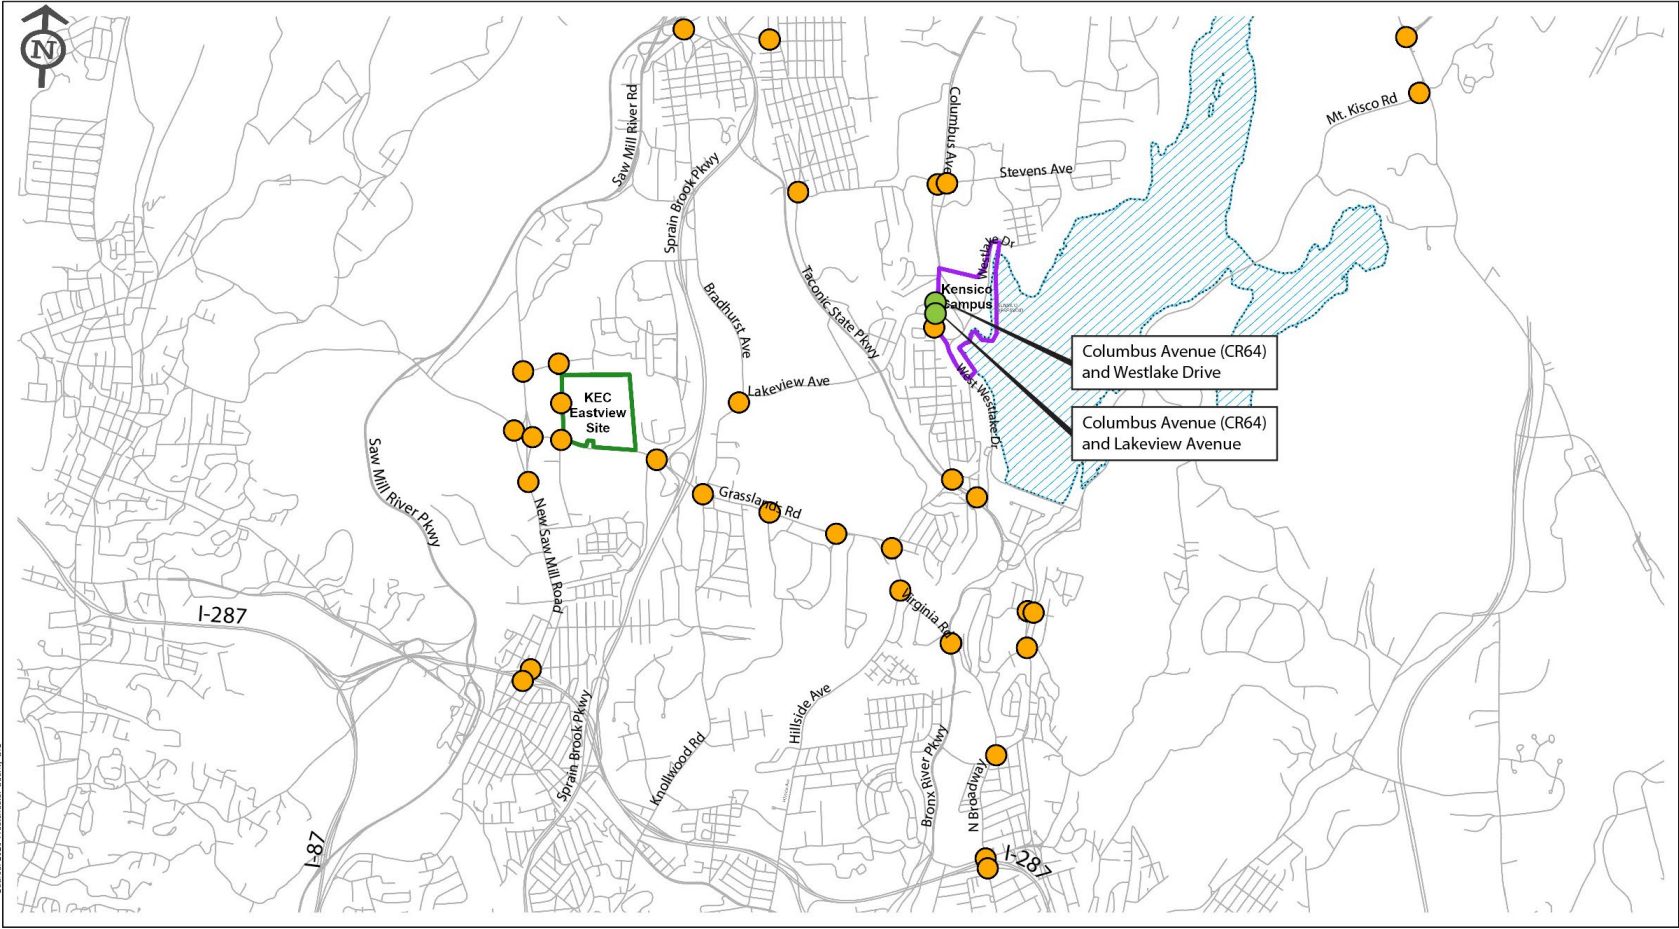 N
Saw Mill River Rd
Sprain Brook Pkwy
Columbus Ave
Stevens Ave
Mt. Kisco Rd
Westlake Dr
Kensico
Campus
Taconic State Pkwy
Bradhurst Ave
Columbus Avenue (CR64)
and Westlake Drive
West Westlake Dr
Lakeview Ave
KEC
Eastview
Site
Columbus Avenue (CR64)
and Lakeview Avenue
Saw Mill River Pkwy
Grasslands Rd
New Saw Mill Road
Virginia Rd
I-287
Hillside Ave
Sprain Brook Pkwy
Knollwood Rd
Bronx River Pkwy
N Broadway
I-87
I-287